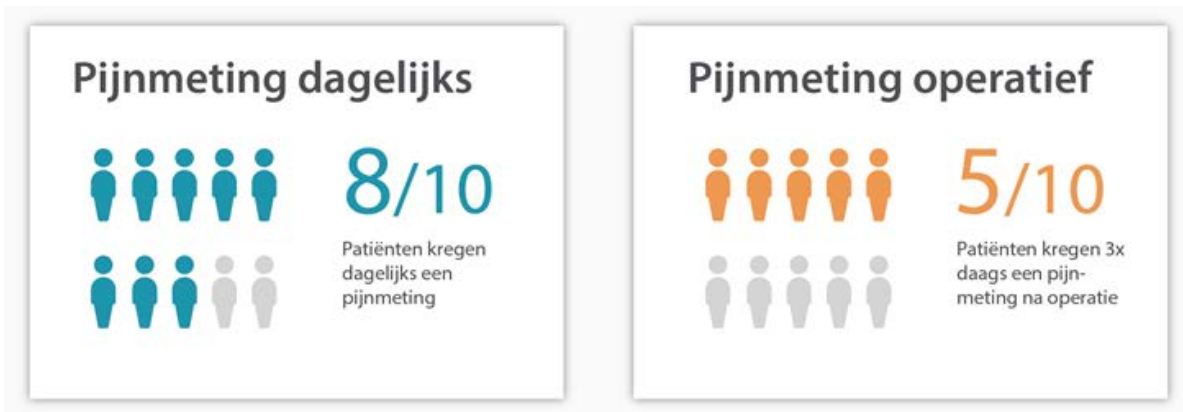 Pijnmeting dagelijks
8/10
Patiënten kregen
dagelijks een
pijnmeting
Pijnmeting operatief
5/10
Patiënten kregen 3x
daags een pijn-
meting na operatie